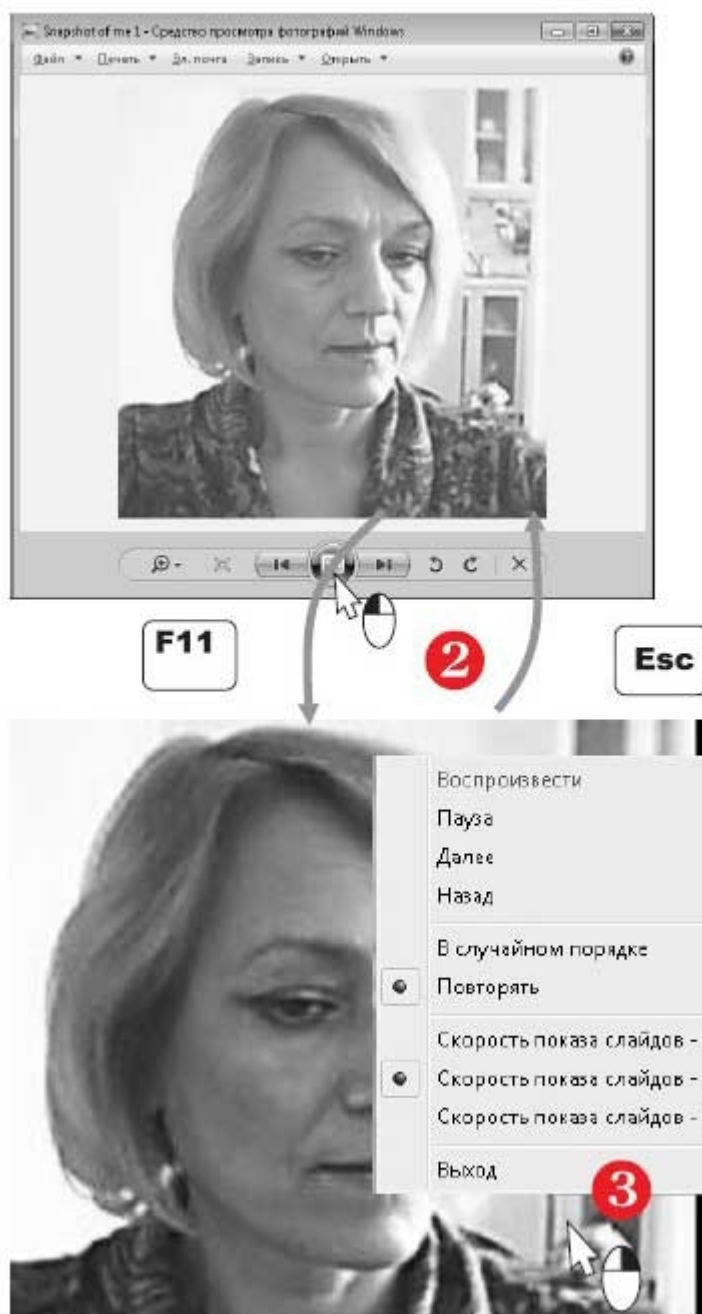 Snapshot of me 1 - Средство просмотра фотографий Windows
Файл Печать Эл. почта Запись Открыть
F11
2
Esc
Воспроизвести
Пауза
Далее
Назад
В случайном порядке
Повторять
Скорость показа слайдов -
Скорость показа слайдов -
Скорость показа слайдов -
Выход
3